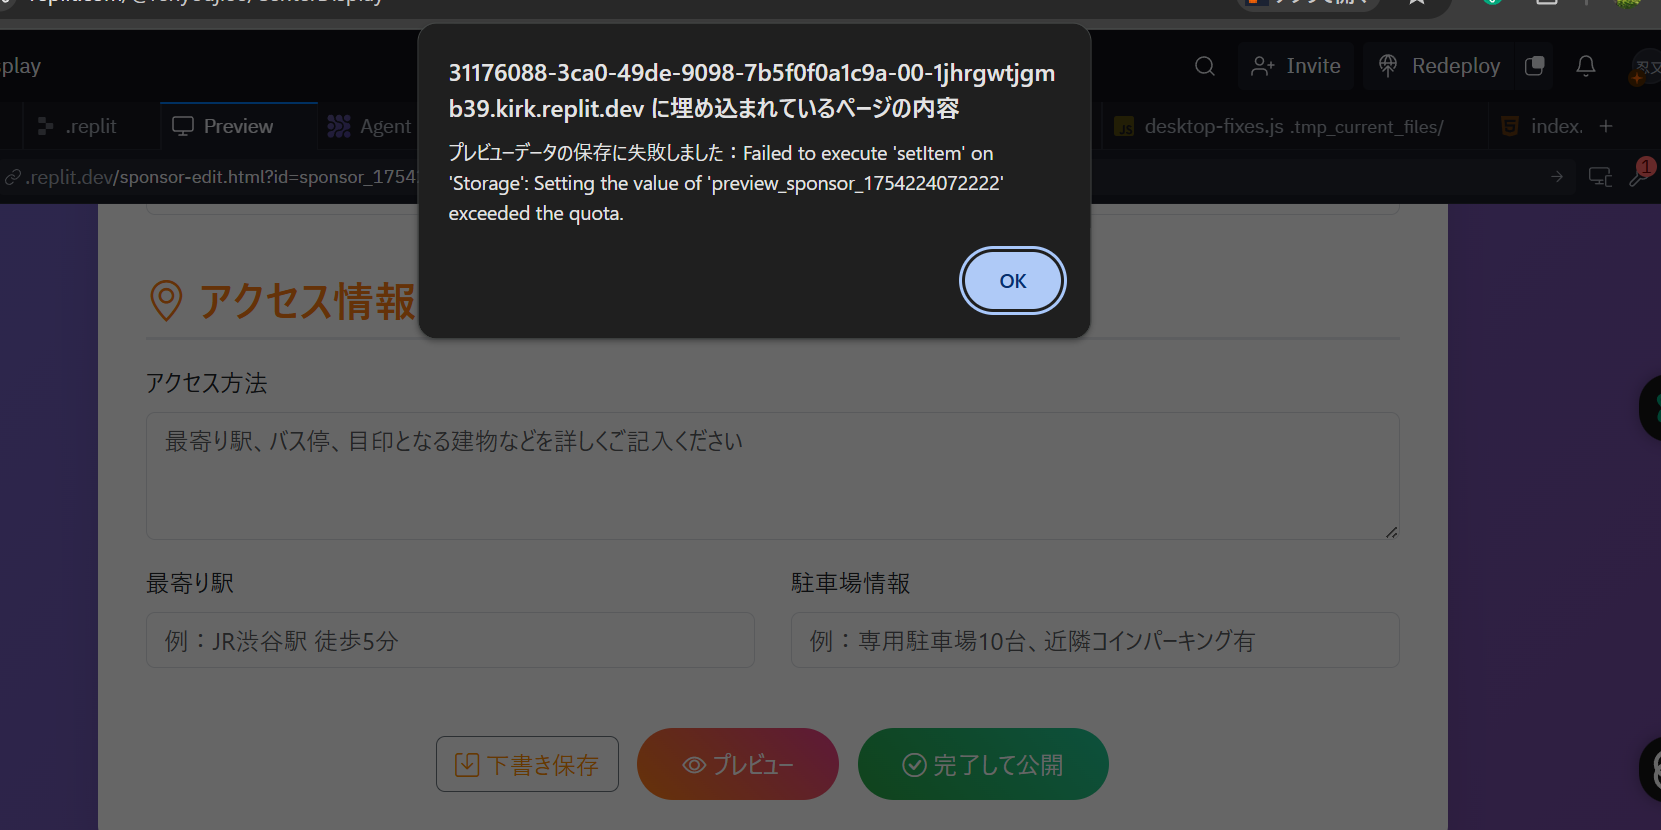 play
Invite
Redeploy
.replit
Preview
Agent
JS
desktop-fixes.js .tmp_current_files/
index.
.replit.dev/sponsor-edit.html?id=sponsor_1754
1
31176088-3ca0-49de-9098-7b5f0f0a1c9a-00-1jhrgwtjgm
b39.kirk.replit.dev に埋め込まれているページの内容
プレビューデータの保存に失敗しました：Failed to execute 'setItem' on
'Storage': Setting the value of 'preview_sponsor_1754224072222'
exceeded the quota.
OK
アクセス情報
アクセス方法
最寄り駅、バス停、目印となる建物などを詳しくご記入ください
最寄り駅
駐車場情報
例：JR渋谷駅 徒歩5分
例：専用駐車場10台、近隣コインパーキング有
下書き保存
プレビュー
完了して公開